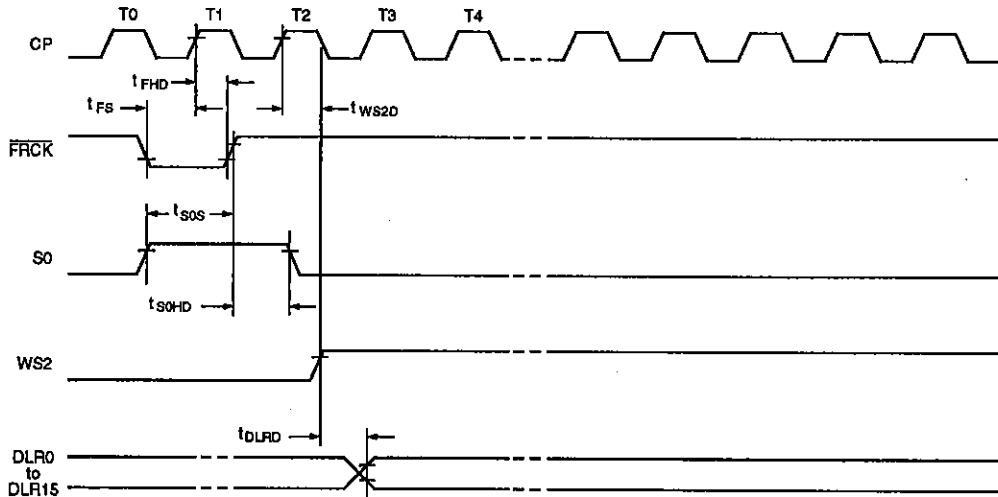 T0 T1 T2 T3 T4
CP
tFHD
tFS
tWS2D
FRCK
tS0S
S0
tS0HD
WS2
tDLRD
DLR0
to
DLR15